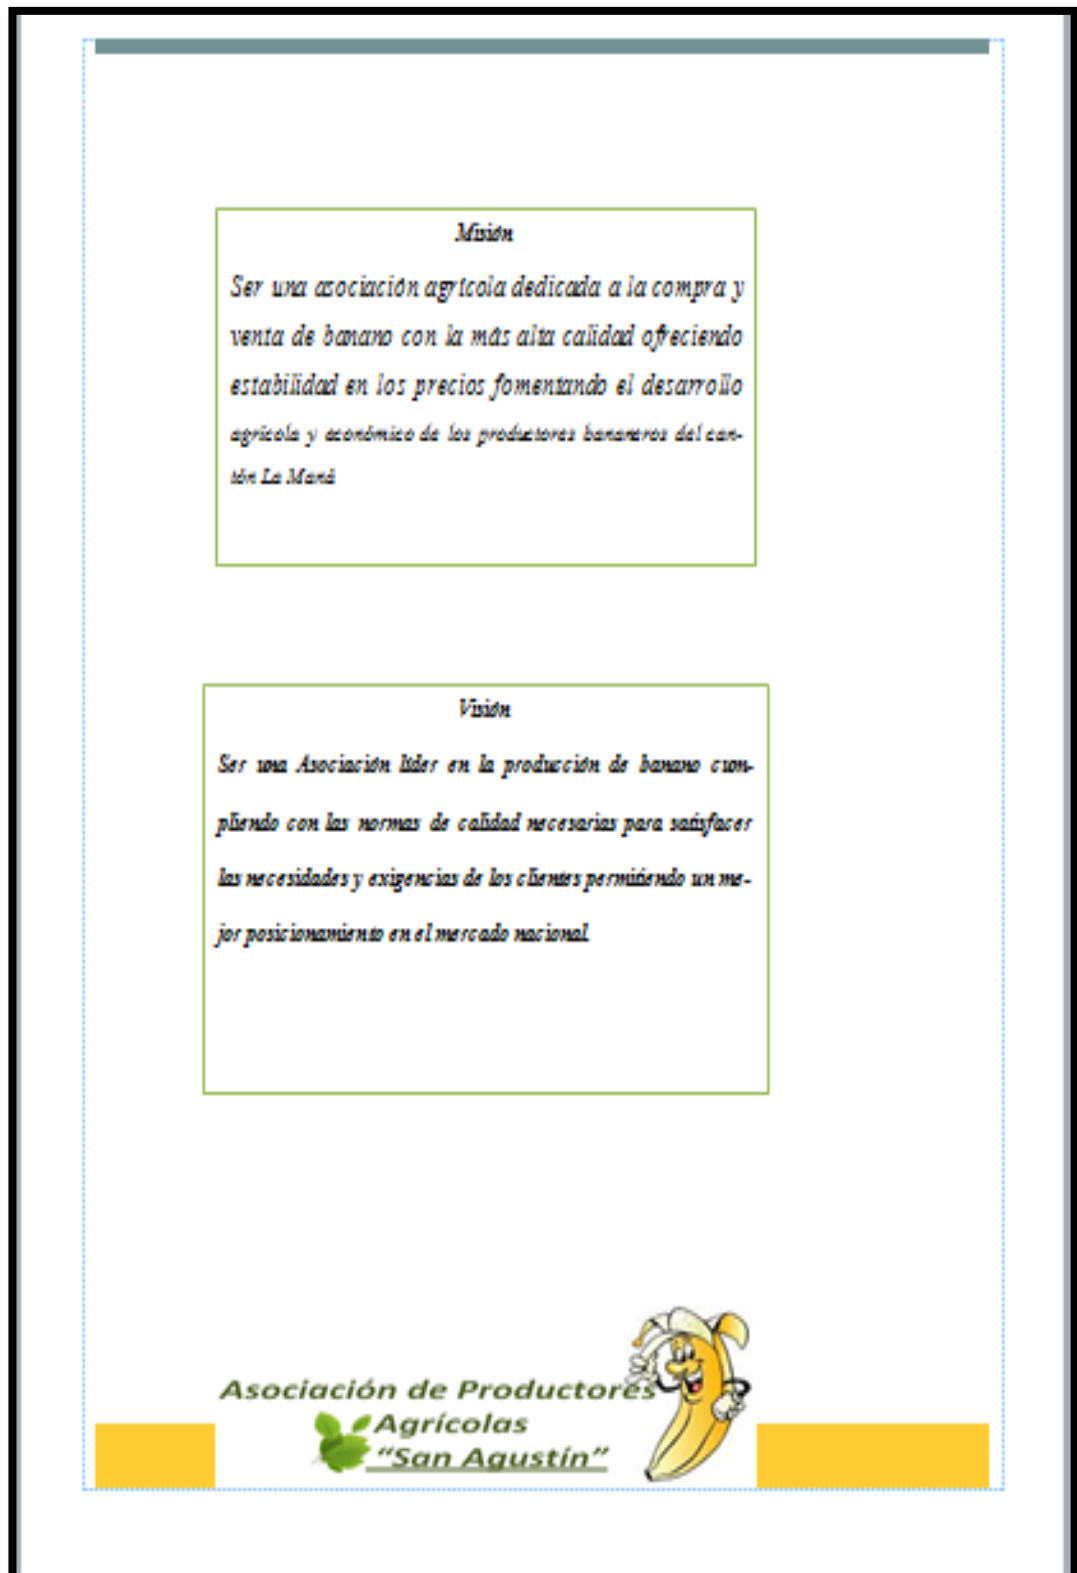 Misión
Ser una asociación agrícola dedicada a la compra y
venta de banano con la más alta calidad ofreciendo
estabilidad en los precios fomentando el desarrollo
agrícola y económico de los productores bananeros del can-
tón La Maná
Visión
Ser una Asociación líder en la producción de banano cum-
pliendo con las normas de calidad necesarias para satisfacer
las necesidades y exigencias de los clientes permitiendo un me-
jor posicionamiento en el mercado nacional.
Asociación de Productores
Agrícolas
“San Agustín”